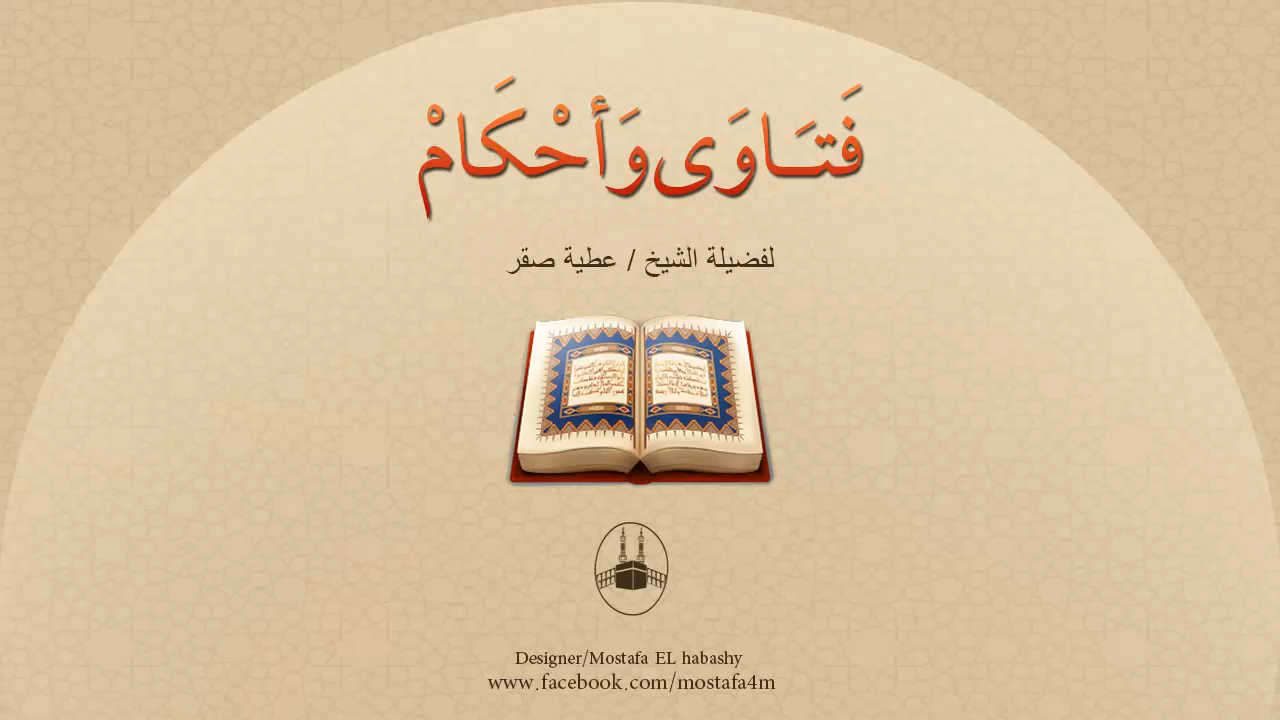 فَتَاوَى وَأَحْكَامْ
لفضيلة الشيخ / عطية صقر
Designer/Mostafa EL habashy
www.facebook.com/mostafa4m